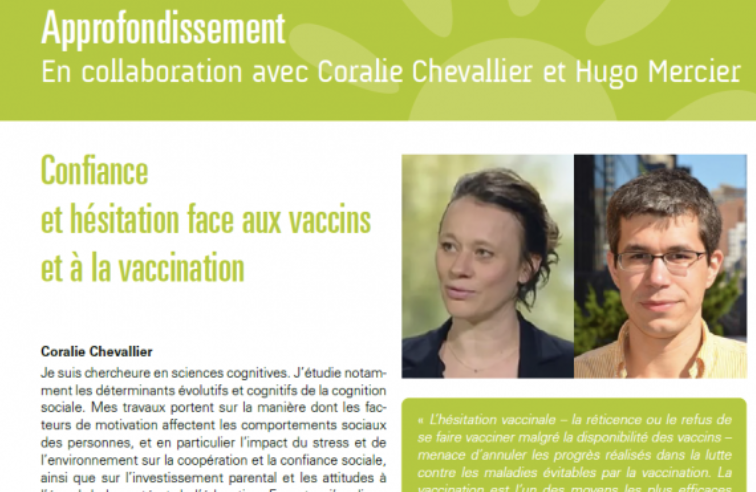 Approfondissement
En collaboration avec Coralie Chevallier et Hugo Mercier
Confiance
et hésitation face aux vaccins
et à la vaccination
Coralie Chevallier
Je suis chercheure en sciences cognitives. J'étudie notam-
ment les déterminants évolutifs et cognitifs de la cognition
sociale. Mes travaux portent sur la manière dont les fac-
teurs de motivation affectent les comportements sociaux
des personnes, et en particulier l'impact du stress et de
l'environnement sur la coopération et la confiance sociale,
ainsi que sur l'investissement parental et les attitudes à
« L'hésitation vaccinale – la réticence ou le refus de
se faire vacciner malgré la disponibilité des vaccins –
menace d'annuler les progrès réalisés dans la lutte
contre les maladies évitables par la vaccination. La
vaccination est l'un des moyens les plus efficaces